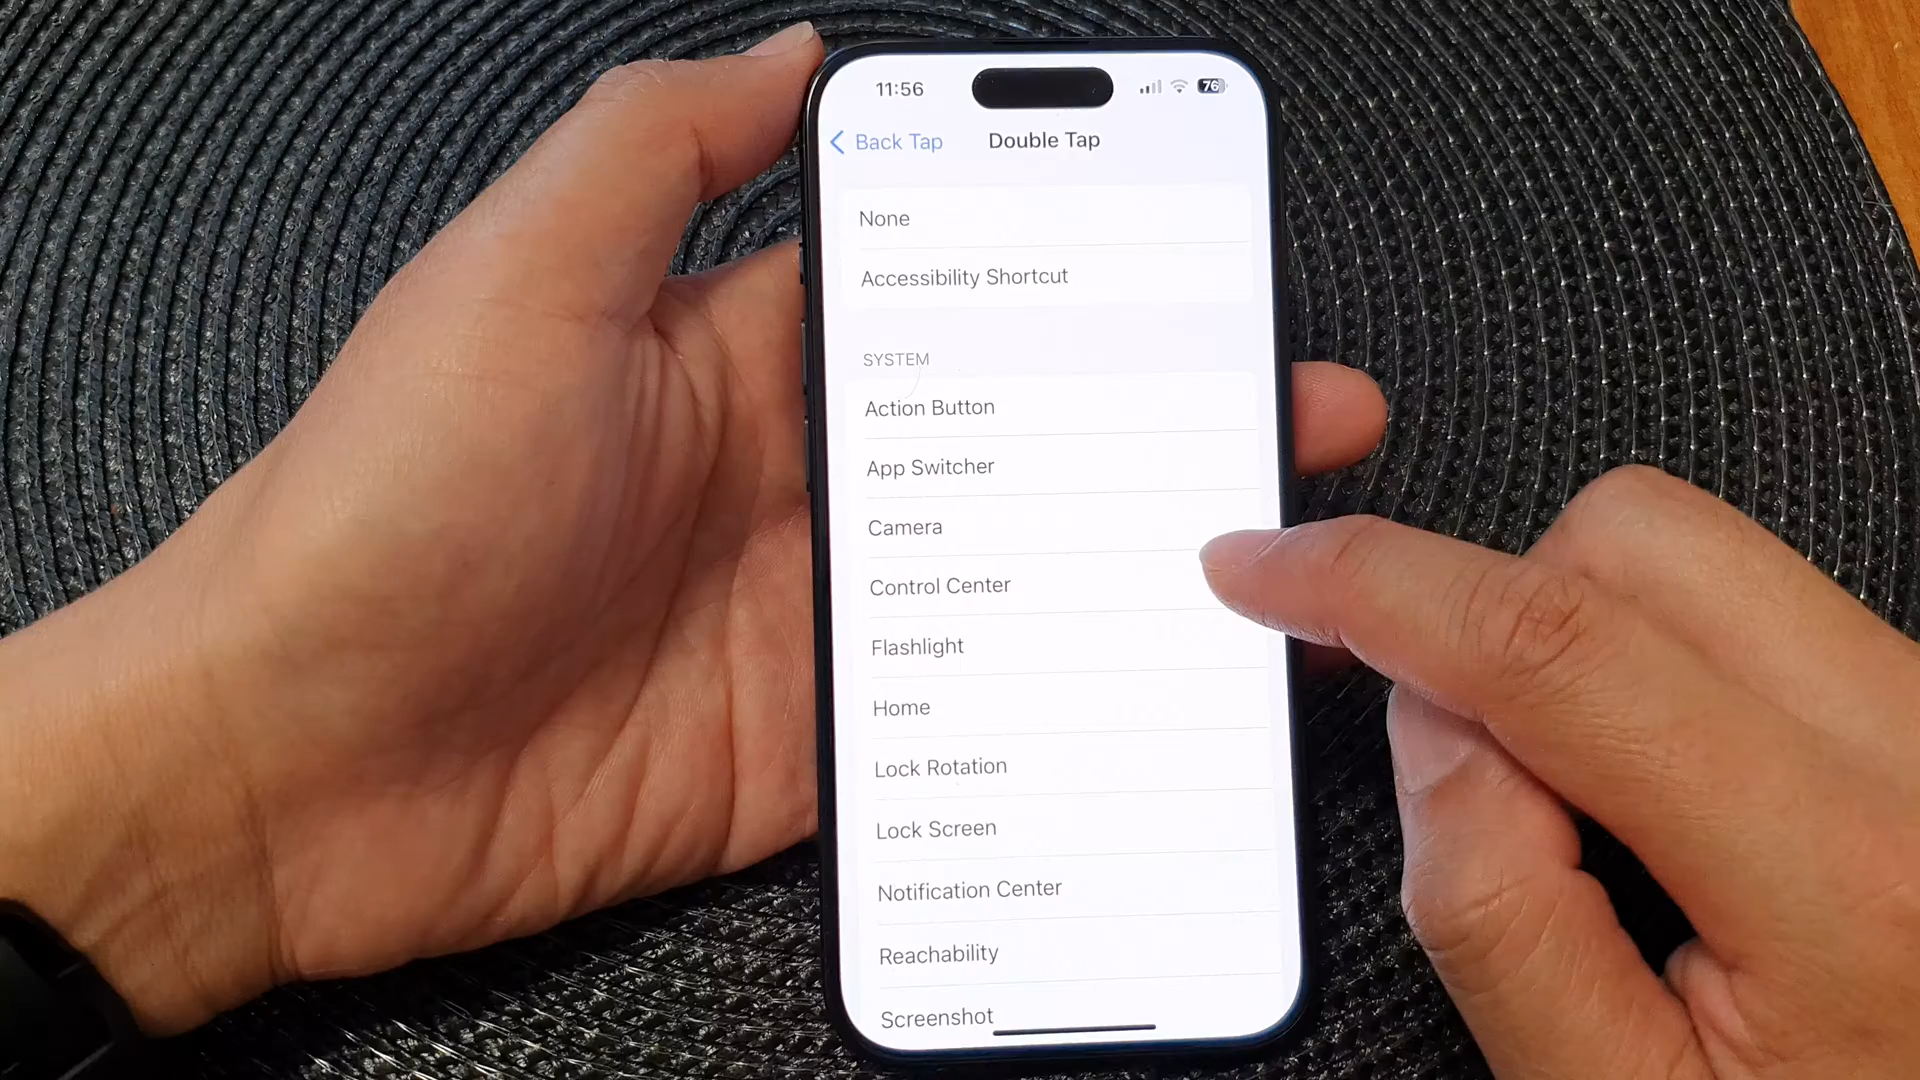 11:56
76
Back Tap
Double Tap
None
Accessibility Shortcut
SYSTEM
Action Button
App Switcher
Camera
Control Center
Flashlight
Home
Lock Rotation
Lock Screen
Notification Center
Reachability
Screenshot